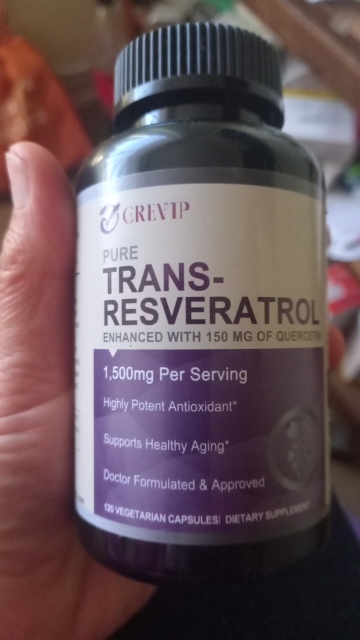 CREVIP
PURE
TRANS-
RESVERATROL
ENHANCED WITH 150 MG OF QUERCETIN
1,500mg Per Serving
Highly Potent Antioxidant*
Supports Healthy Aging*
Doctor Formulated & Approved
120 VEGETARIAN CAPSULES| DIETARY SUPPLEMENT